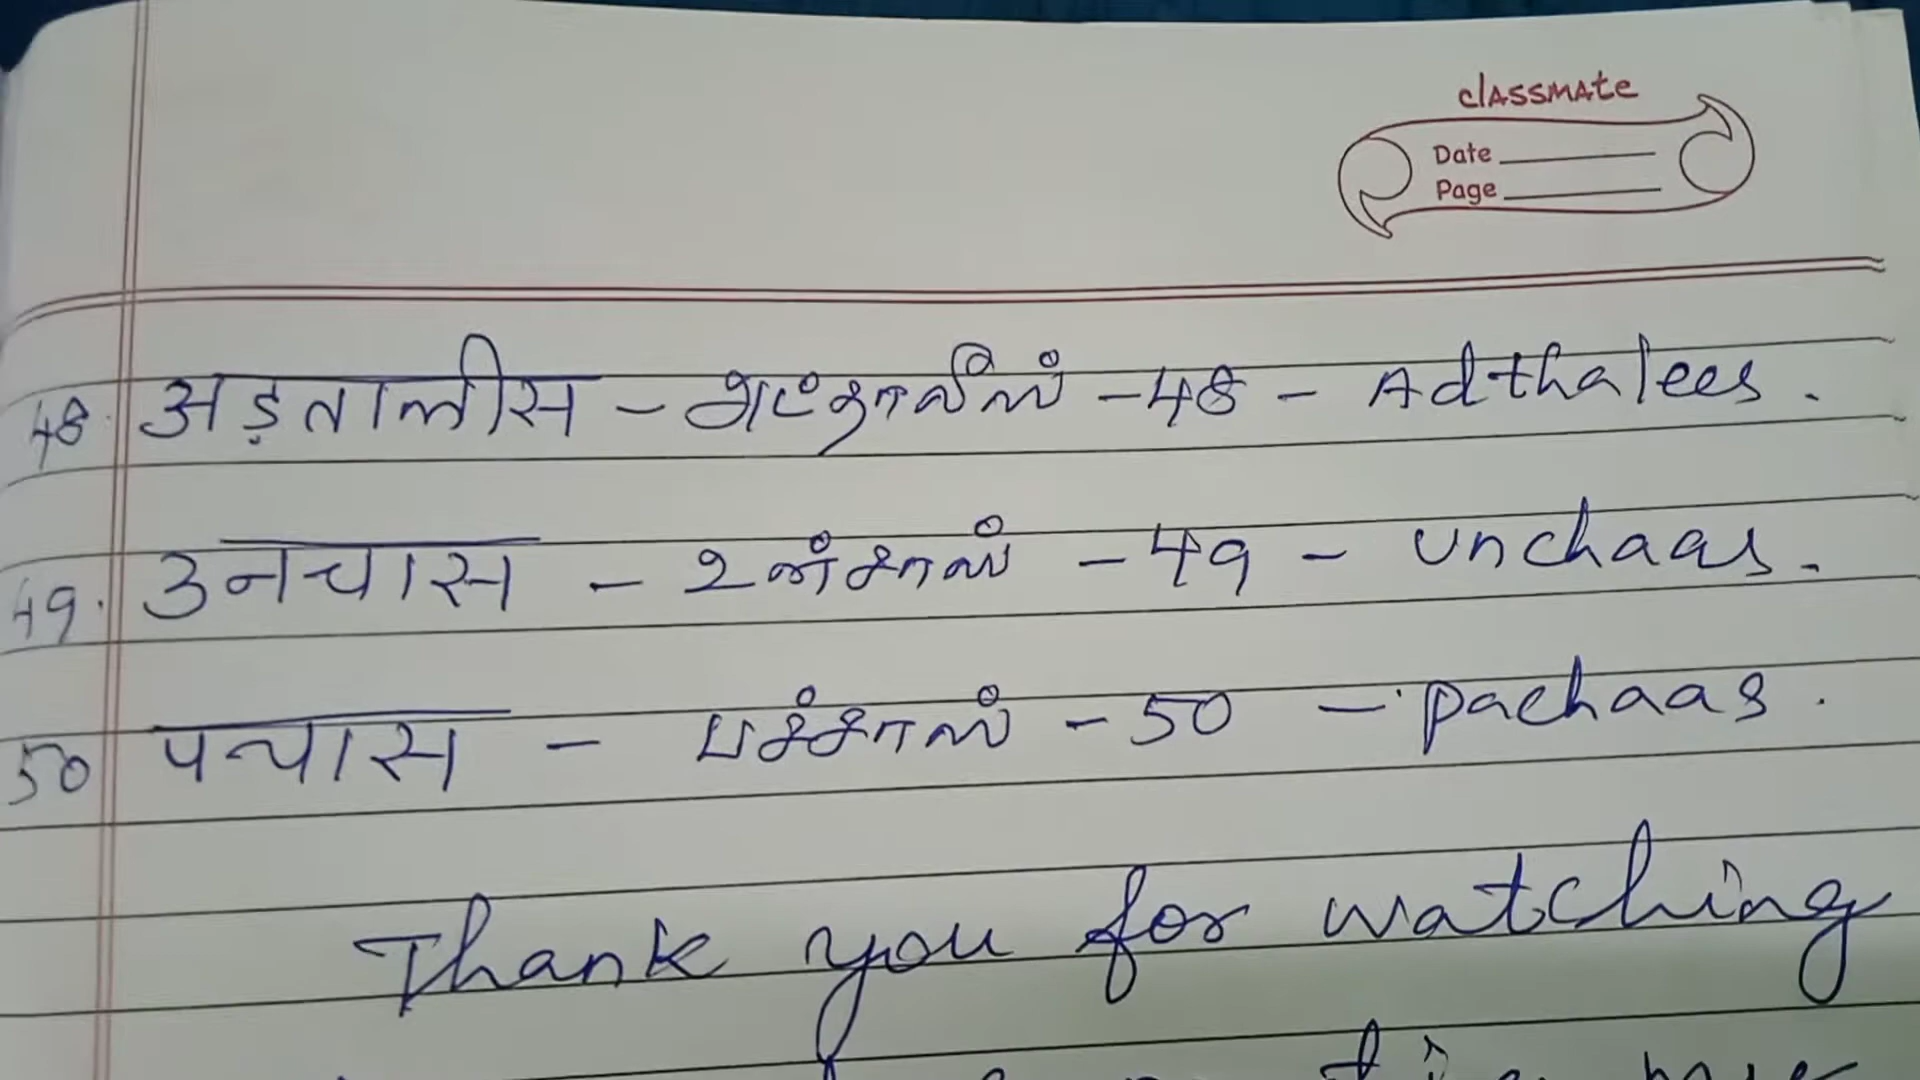 classmate
Date
Page
48. अड़तालीस - அட்தாலீஸ் - 48 - Adthalees.
49. उनचास - உன்சாஸ் - 49 - unchaas.
50 पचास - பச்சாஸ் - 50 - pachaas.
Thank you for watching